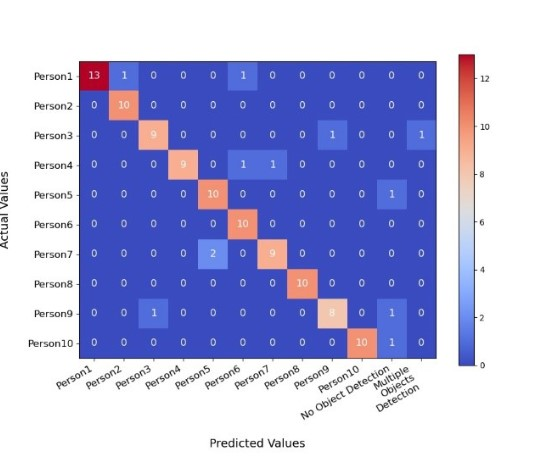 Person1 13 1 0 0 0 1 0 0 0 0 0 0
Person2 0 10 0 0 0 0 0 0 0 0 0 0
Person3 0 0 9 0 0 0 0 0 1 0 0 1
Person4 0 0 0 9 0 1 1 0 0 0 0 0
Person5 0 0 0 0 10 0 0 0 0 0 1 0
Person6 0 0 0 0 0 10 0 0 0 0 0 0
Person7 0 0 0 0 2 0 9 0 0 0 0 0
Person8 0 0 0 0 0 0 0 10 0 0 0 0
Person9 0 0 1 0 0 0 0 0 8 0 1 0
Person10 0 0 0 0 0 0 0 0 0 10 1 0
Person1
Person2
Person3
Person4
Person5
Person6
Person7
Person8
Person9
Person10
No Object Detection
Multiple
Objects
Detection
Actual Values
Predicted Values
12
10
8
6
4
2
0